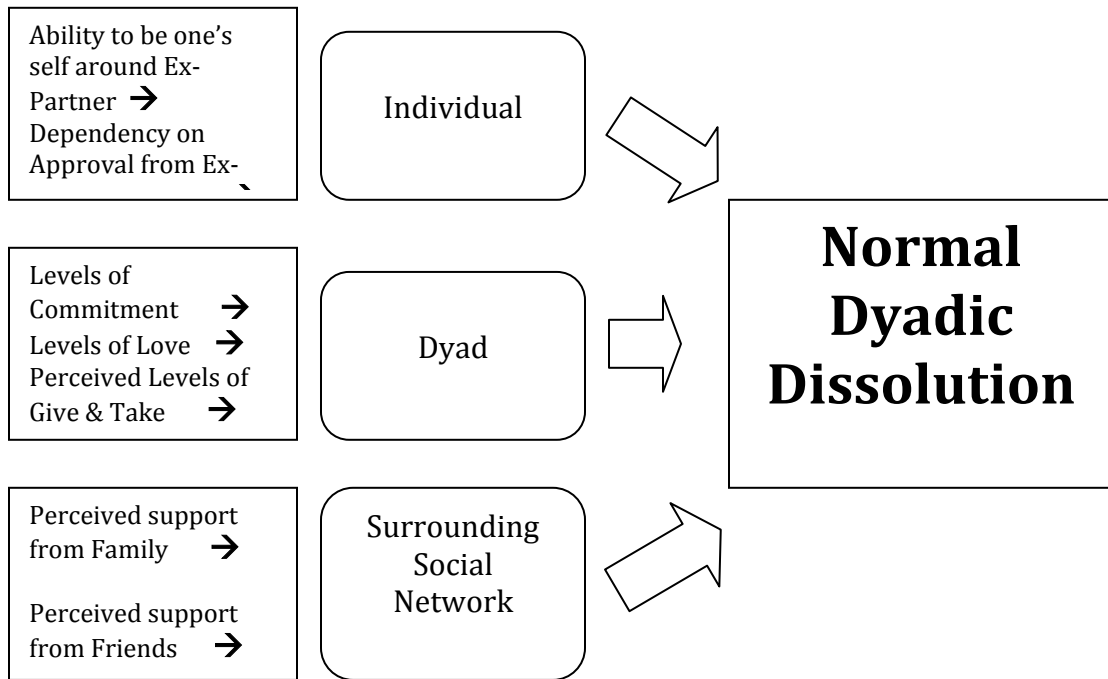 Ability to be one's
self around Ex-
Partner →
Dependency on
Approval from Ex-
Individual
Levels of
Commitment →
Levels of Love →
Perceived Levels of
Give & Take →
Dyad
Perceived support
from Family →
Perceived support
from Friends →
Surrounding
Social
Network
Normal
Dyadic
Dissolution